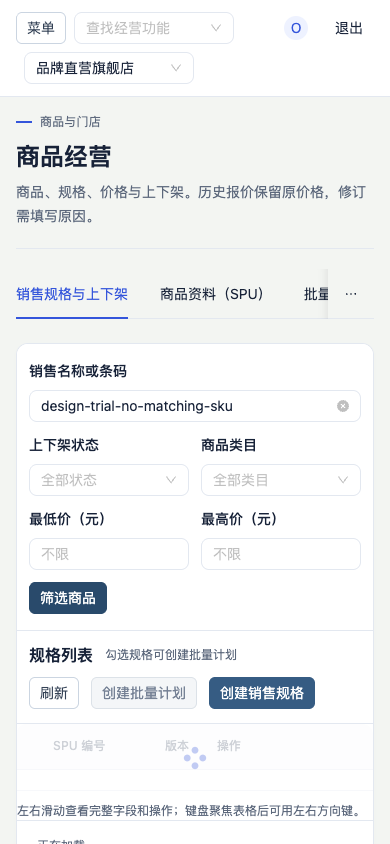 菜单 查找经营功能 O 退出
品牌直营旗舰店
商品与门店
商品经营
商品、规格、价格与上下架。历史报价保留原价格，修订
需填写原因。
销售规格与上下架 商品资料（SPU） 批量 ...
销售名称或条码
design-trial-no-matching-sku
上下架状态 商品类目
全部状态 全部类目
最低价（元） 最高价（元）
不限 不限
筛选商品
规格列表 勾选规格可创建批量计划
刷新 创建批量计划 创建销售规格
SPU 编号 版本 操作
左右滑动查看完整字段和操作；键盘聚焦表格后可用左右方向键。
正在加载